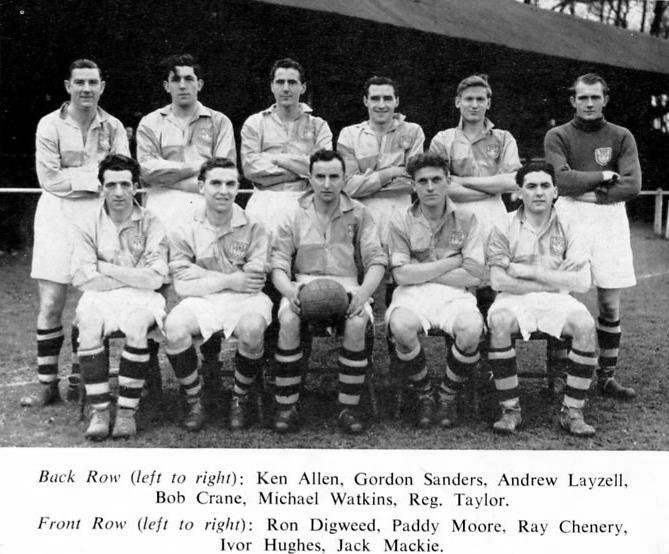 Back Row (left to right): Ken Allen, Gordon Sanders, Andrew Layzell,
Bob Crane, Michael Watkins, Reg. Taylor.
Front Row (left to right): Ron Digweed, Paddy Moore, Ray Chenery,
Ivor Hughes, Jack Mackie.